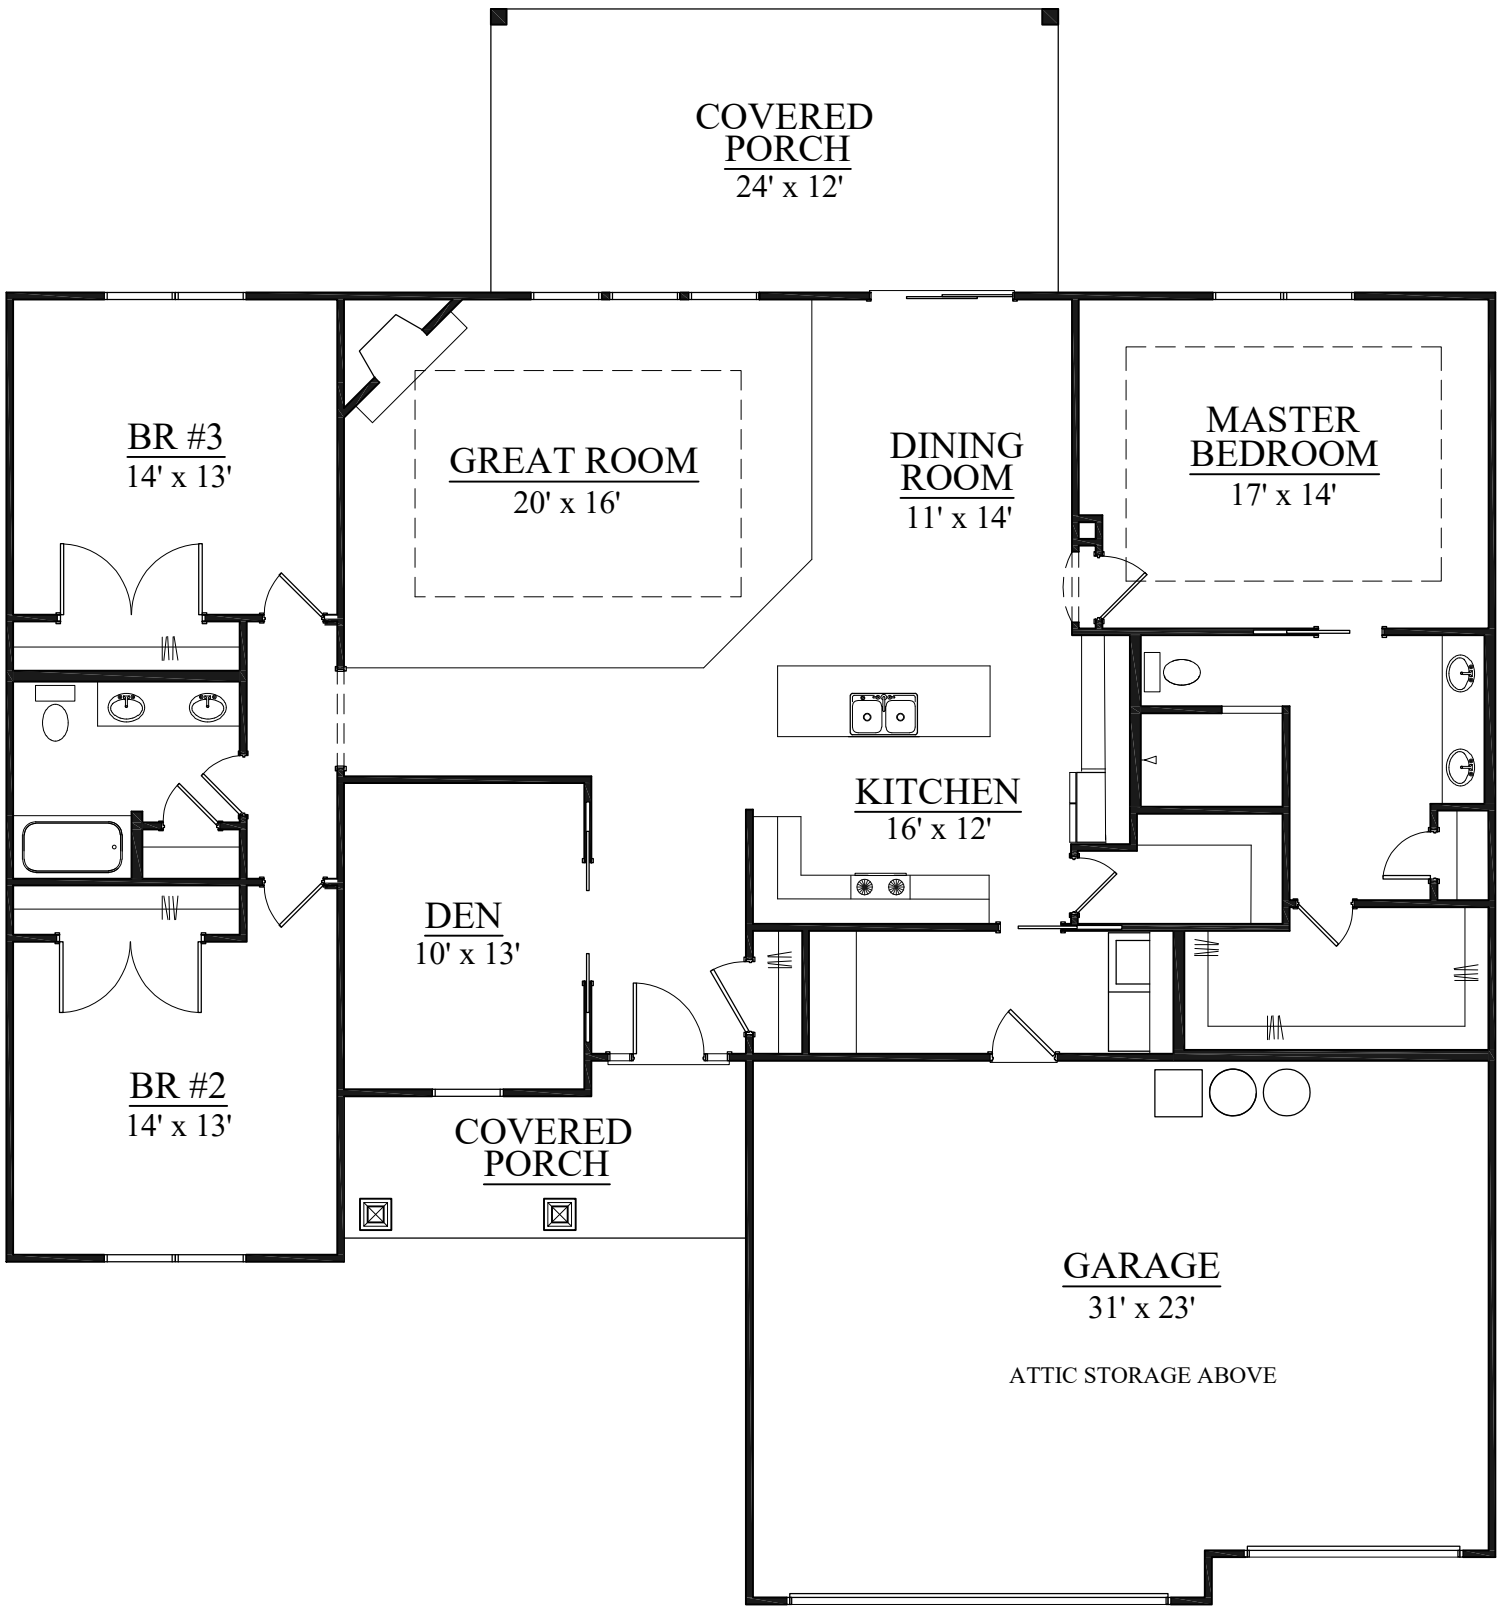 COVERED
PORCH
24' x 12'
BR #3
14' x 13'
GREAT ROOM
20' x 16'
DINING
ROOM
11' x 14'
MASTER
BEDROOM
17' x 14'
KITCHEN
16' x 12'
DEN
10' x 13'
BR #2
14' x 13'
COVERED
PORCH
GARAGE
31' x 23'
ATTIC STORAGE ABOVE